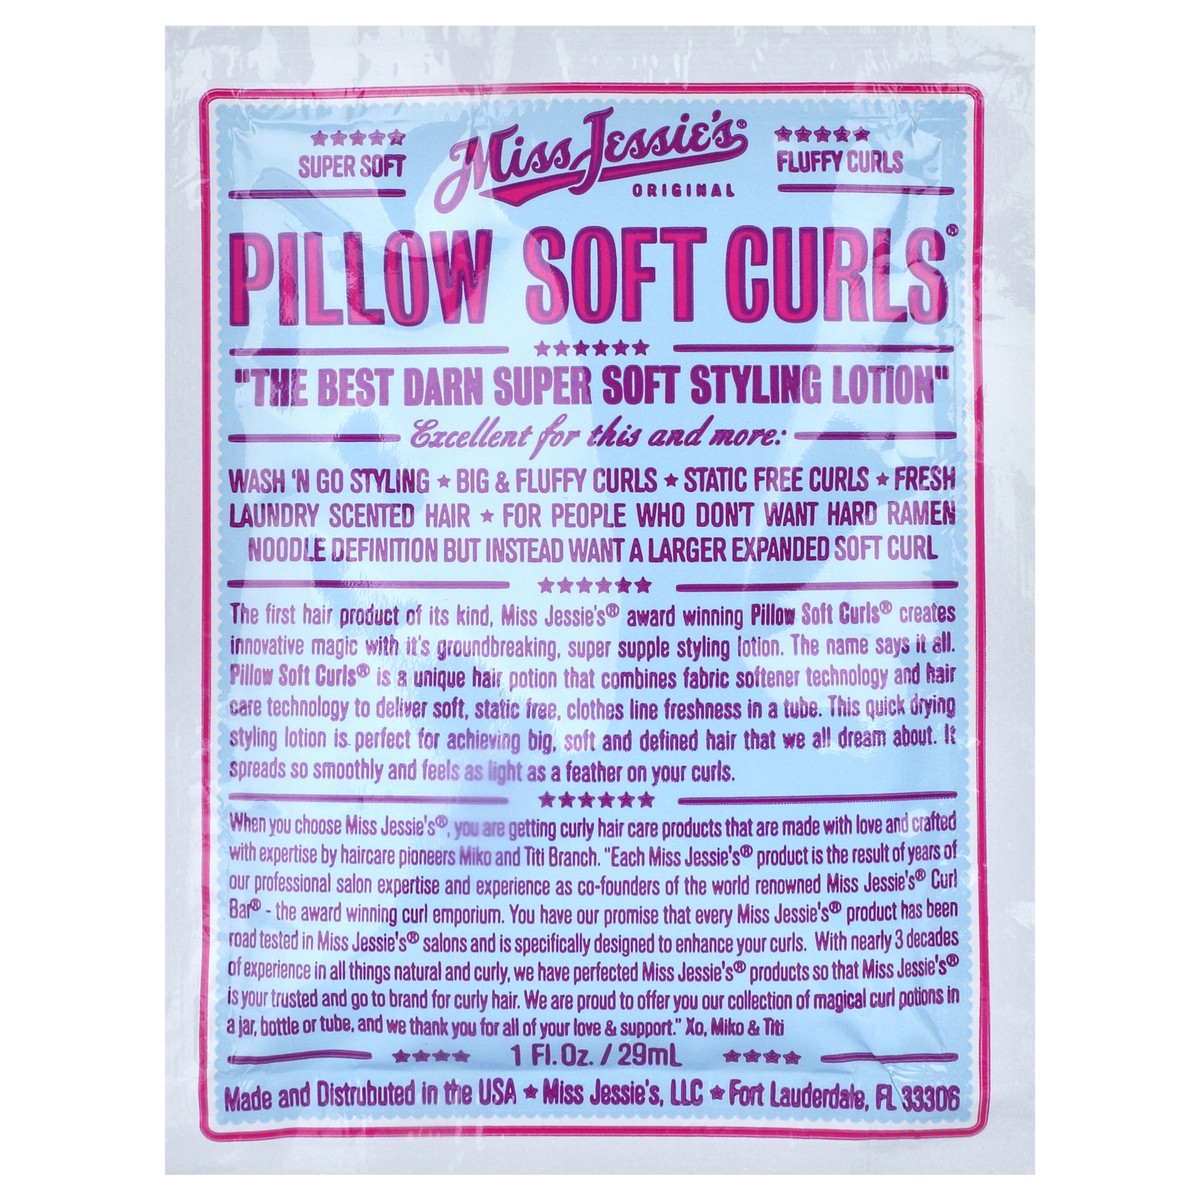 ★★★★★ Miss Jessie's® ★★★★★
SUPER SOFT FLUFFY CURLS
ORIGINAL
PILLOW SOFT CURLS®
★★★★★★
"THE BEST DARN SUPER SOFT STYLING LOTION"
Excellent for this and more:
WASH 'N GO STYLING ★ BIG & FLUFFY CURLS ★ STATIC FREE CURLS ★ FRESH
LAUNDRY SCENTED HAIR ★ FOR PEOPLE WHO DON'T WANT HARD RAMEN
NOODLE DEFINITION BUT INSTEAD WANT A LARGER EXPANDED SOFT CURL
★★★★★★
The first hair product of its kind, Miss Jessie's® award winning Pillow Soft Curls® creates
innovative magic with it's groundbreaking, super supple styling lotion. The name says it all.
Pillow Soft Curls® is a unique hair potion that combines fabric softener technology and hair
care technology to deliver soft, static free, clothes line freshness in a tube. This quick drying
styling lotion is perfect for achieving big, soft and defined hair that we all dream about. It
spreads so smoothly and feels as light as a feather on your curls.
★★★★★★
When you choose Miss Jessie's®, you are getting curly hair care products that are made with love and crafted
with expertise by haircare pioneers Miko and Titi Branch. "Each Miss Jessie's® product is the result of years of
our professional salon expertise and experience as co-founders of the world renowned Miss Jessie's® Curl
Bar® - the award winning curl emporium. You have our promise that every Miss Jessie's® product has been
road tested in Miss Jessie's® salons and is specifically designed to enhance your curls. With nearly 3 decades
of experience in all things natural and curly, we have perfected Miss Jessie's® products so that Miss Jessie's®
is your trusted and go to brand for curly hair. We are proud to offer you our collection of magical curl potions in
a jar, bottle or tube, and we thank you for all of your love & support." Xo, Miko & Titi
★★★★ 1 Fl. Oz. / 29mL ★★★★
Made and Distrubuted in the USA ★ Miss Jessie's, LLC ★ Fort Lauderdale, FL 33306